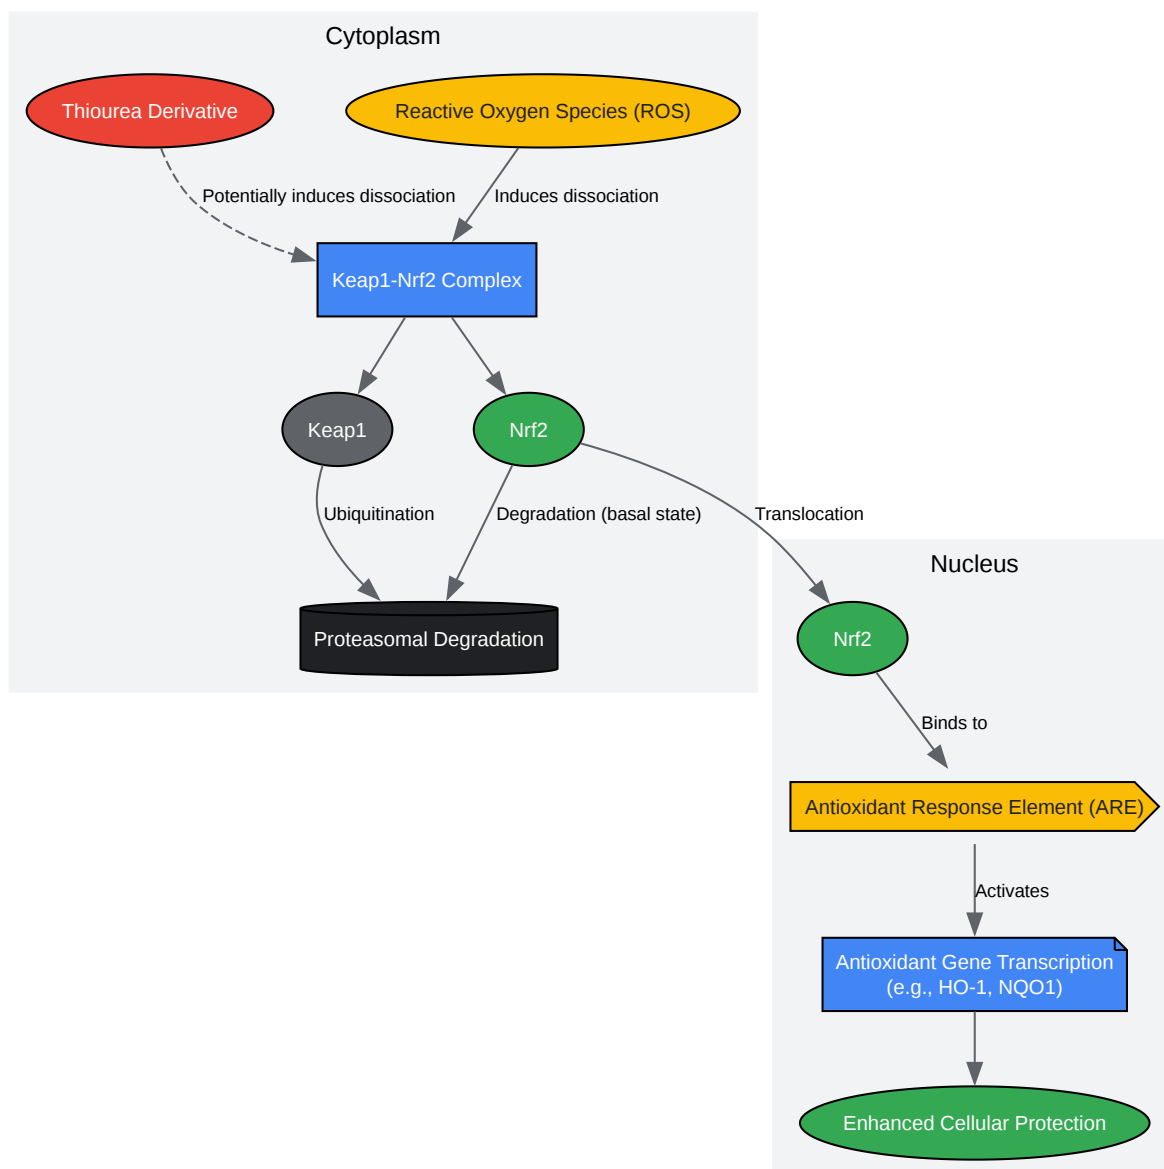 Cytoplasm
Thiourea Derivative
Reactive Oxygen Species (ROS)
Potentially induces dissociation
Induces dissociation
Keap1-Nrf2 Complex
Keap1
Nrf2
Ubiquitination
Degradation (basal state)
Translocation
Proteasomal Degradation
Nucleus
Nrf2
Binds to
Antioxidant Response Element (ARE)
Activates
Antioxidant Gene Transcription
(e.g., HO-1, NQO1)
Enhanced Cellular Protection